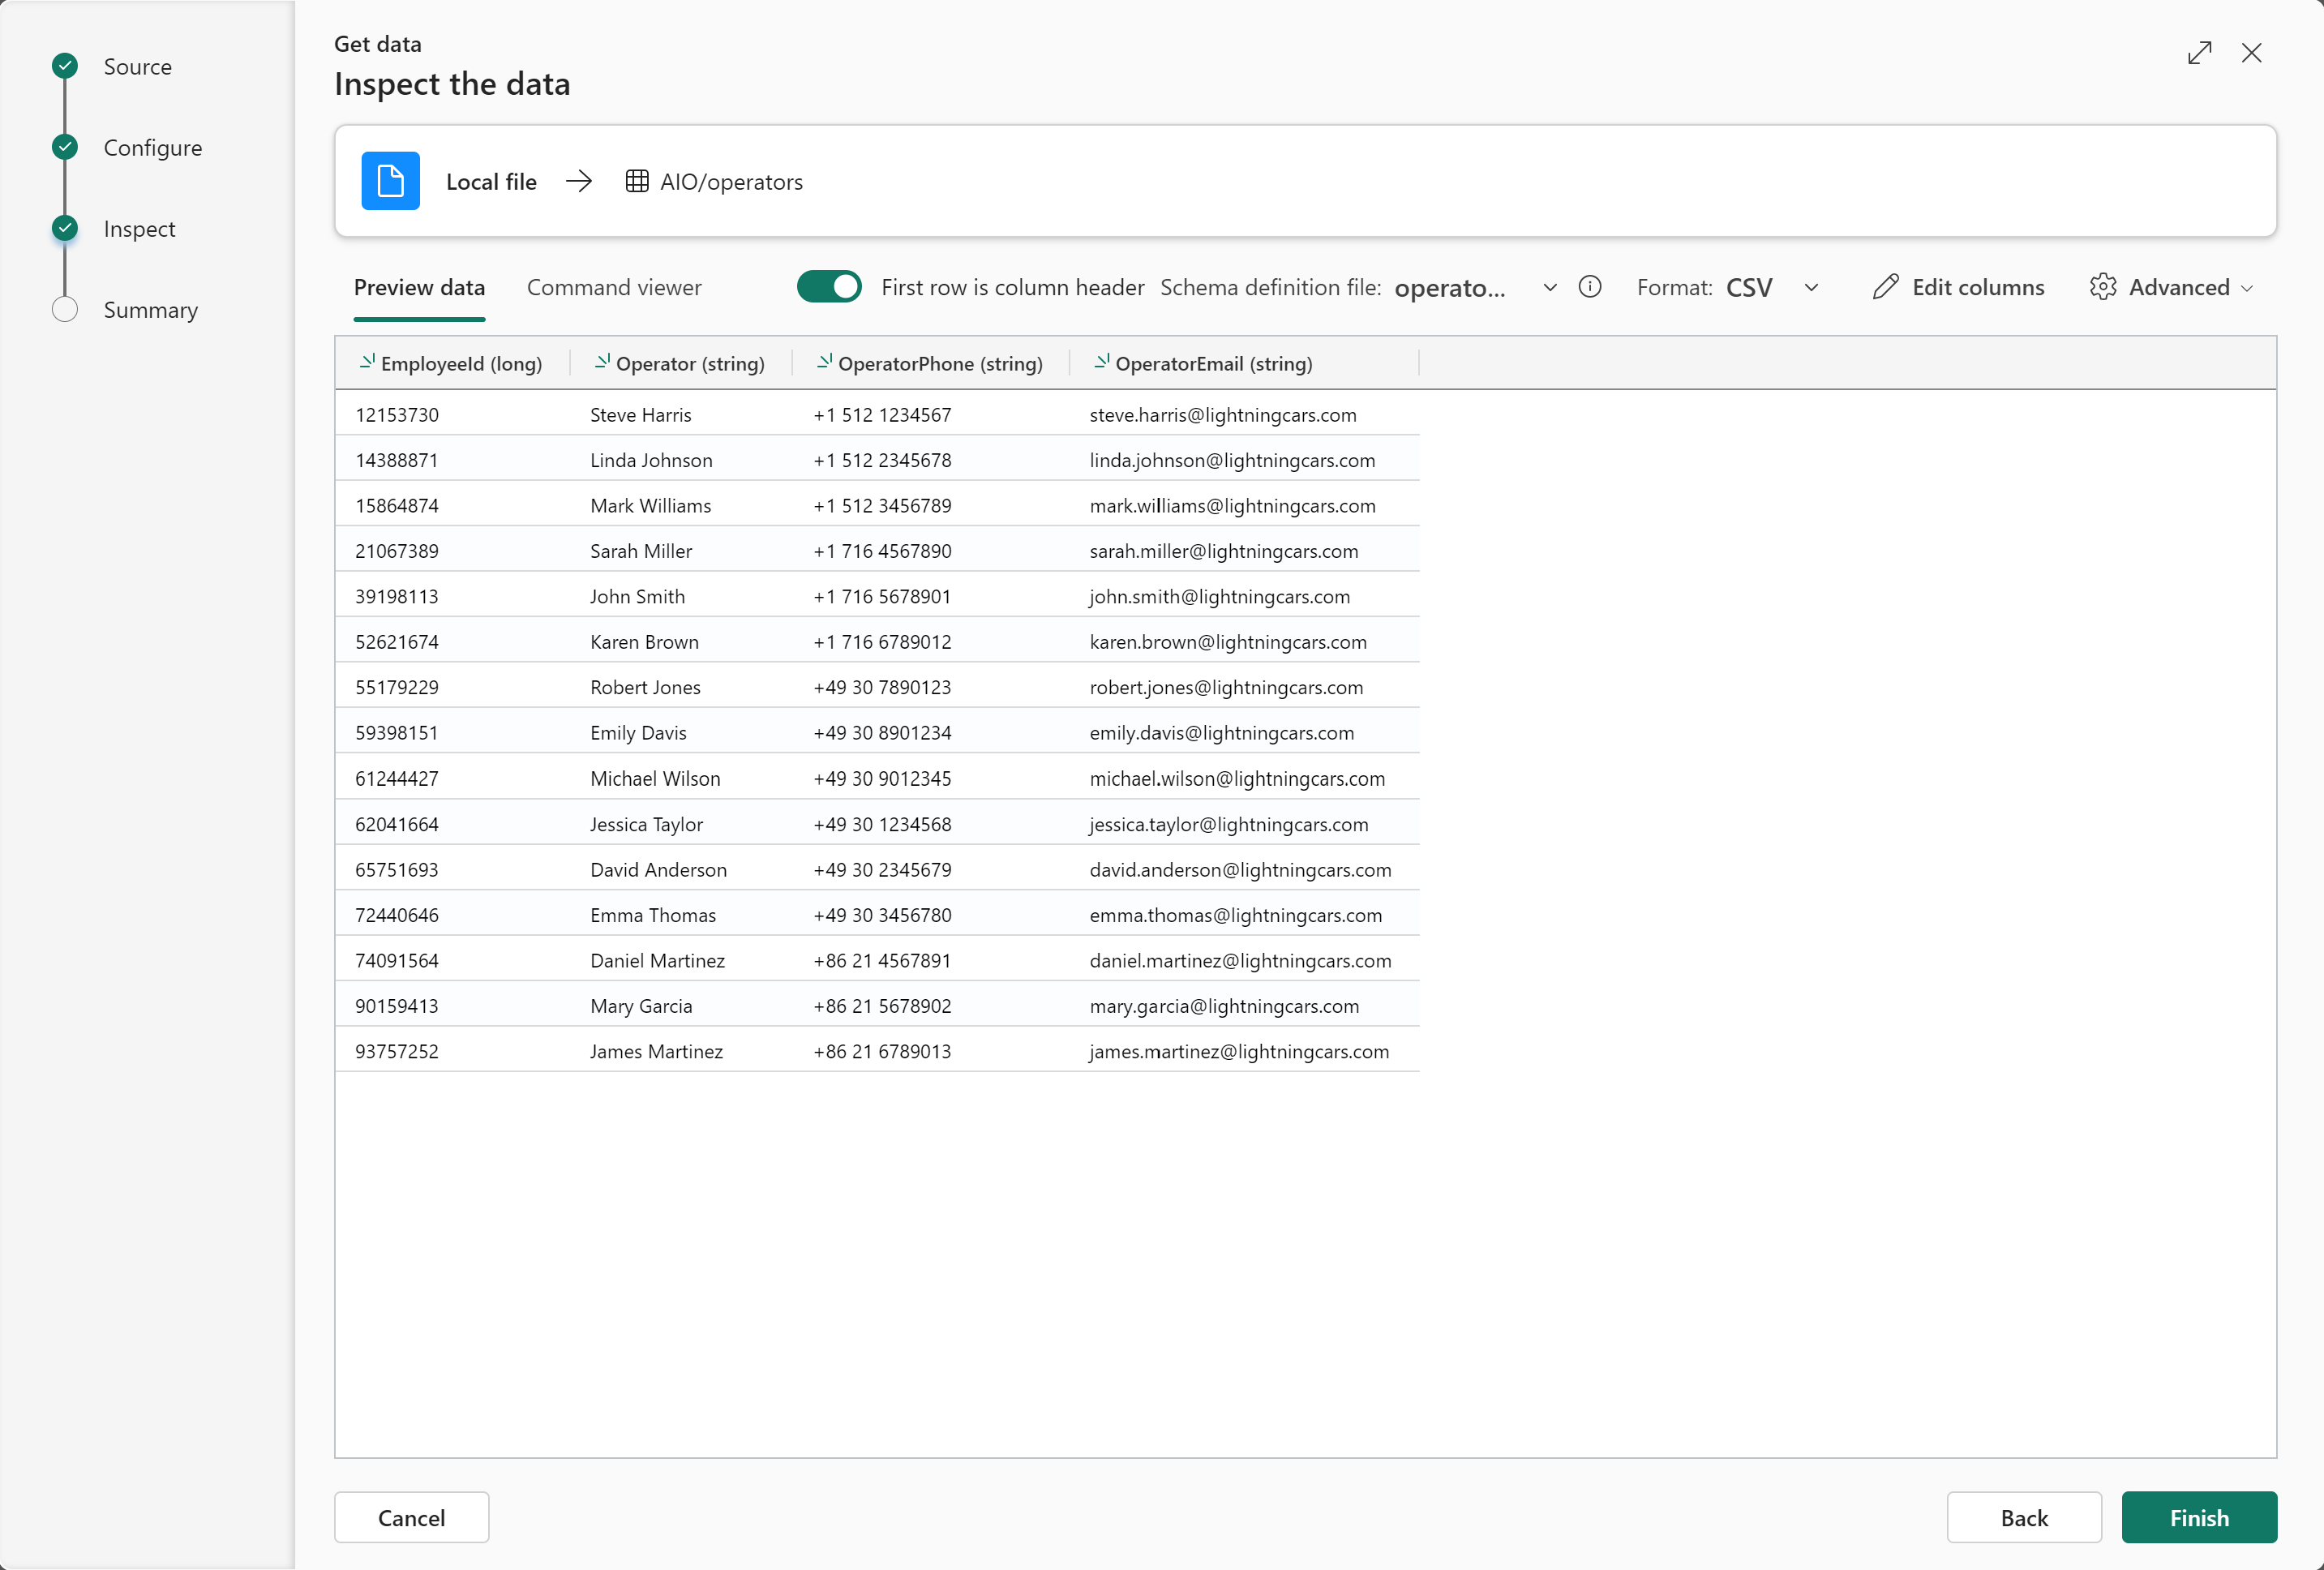 Source
Configure
Inspect
Summary
Get data
Inspect the data
Local file AIO/operators
Preview data Command viewer First row is column header Schema definition file: operato... Format: CSV Edit columns Advanced
EmployeeId (long) Operator (string) OperatorPhone (string) OperatorEmail (string)
12153730 Steve Harris +1 512 1234567 steve.harris@lightningcars.com
14388871 Linda Johnson +1 512 2345678 linda.johnson@lightningcars.com
15864874 Mark Williams +1 512 3456789 mark.williams@lightningcars.com
21067389 Sarah Miller +1 716 4567890 sarah.miller@lightningcars.com
39198113 John Smith +1 716 5678901 john.smith@lightningcars.com
52621674 Karen Brown +1 716 6789012 karen.brown@lightningcars.com
55179229 Robert Jones +49 30 7890123 robert.jones@lightningcars.com
59398151 Emily Davis +49 30 8901234 emily.davis@lightningcars.com
61244427 Michael Wilson +49 30 9012345 michael.wilson@lightningcars.com
62041664 Jessica Taylor +49 30 1234568 jessica.taylor@lightningcars.com
65751693 David Anderson +49 30 2345679 david.anderson@lightningcars.com
72440646 Emma Thomas +49 30 3456780 emma.thomas@lightningcars.com
74091564 Daniel Martinez +86 21 4567891 daniel.martinez@lightningcars.com
90159413 Mary Garcia +86 21 5678902 mary.garcia@lightningcars.com
93757252 James Martinez +86 21 6789013 james.martinez@lightningcars.com
Cancel Back Finish